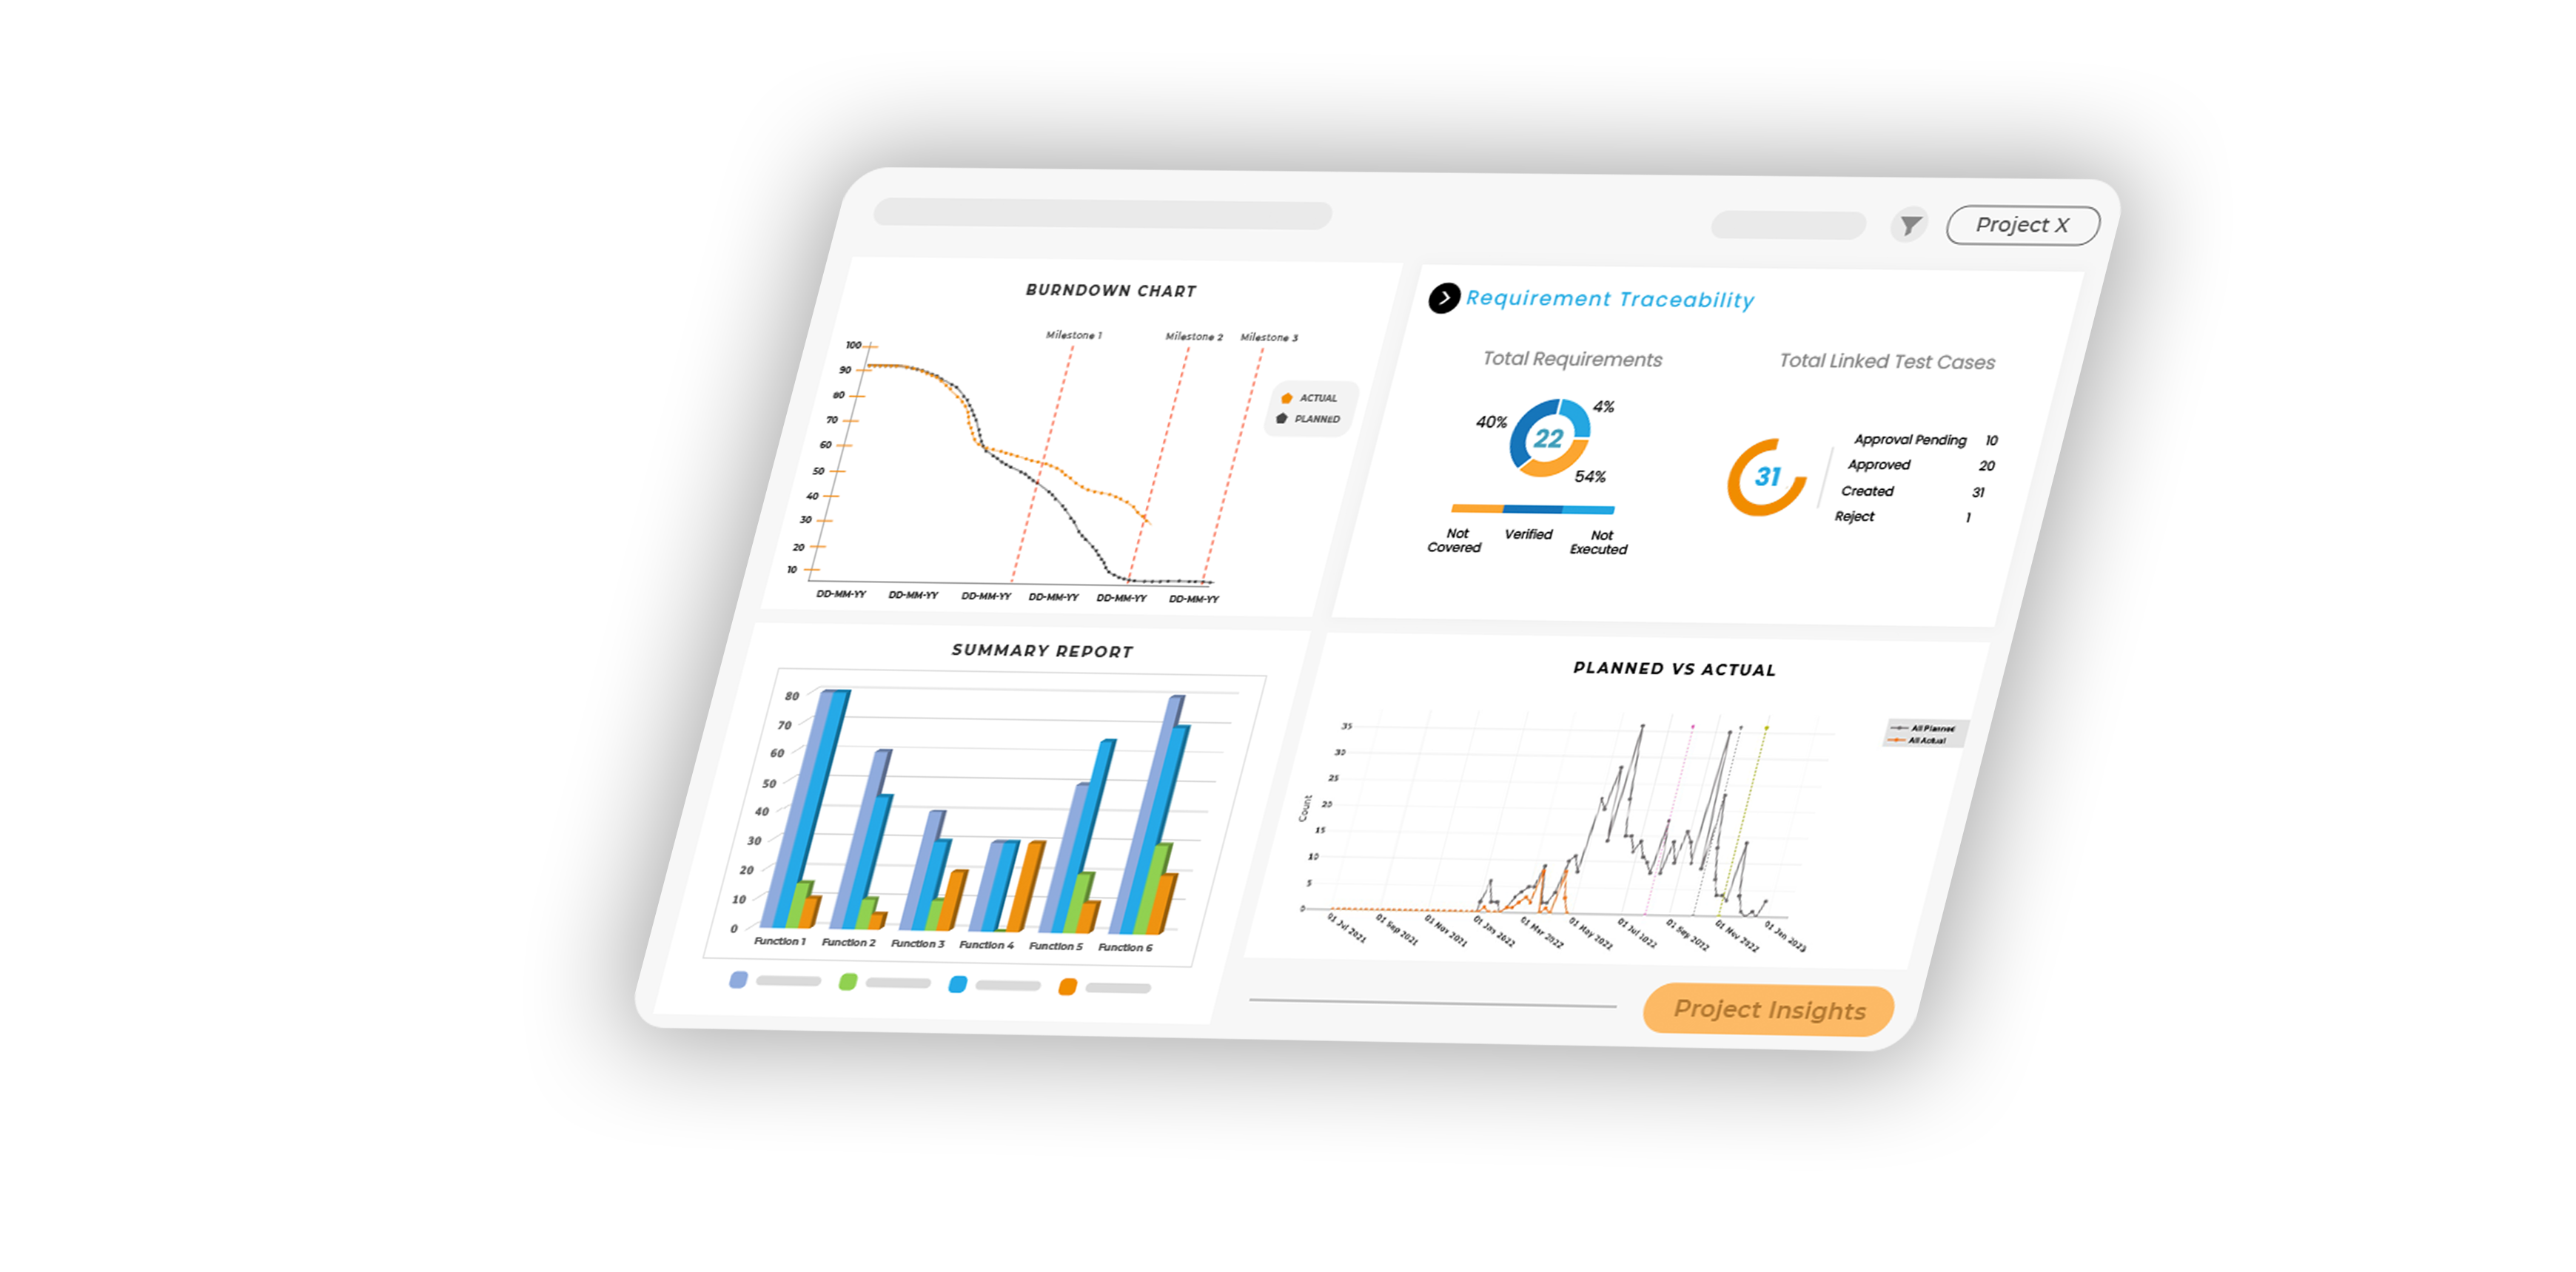 Project X
BURNDOWN CHART
Milestone 1
Milestone 2
Milestone 3
100
90
80
70
60
50
40
30
20
10
ACTUAL
PLANNED
DD-MM-YY DD-MM-YY DD-MM-YY DD-MM-YY DD-MM-YY DD-MM-YY
Requirement Traceability
Total Requirements
40%
4%
22
54%
Not
Covered
Verified
Not
Executed
Total Linked Test Cases
31
Approval Pending 10
Approved 20
Created 31
Reject 1
SUMMARY REPORT
80
70
60
50
40
30
20
10
0
Function 1 Function 2 Function 3 Function 4 Function 5 Function 6
PLANNED VS ACTUAL
All Planned
All Actual
Count
35
30
25
20
15
10
5
0
01 Jul 2021
01 Sep 2021
01 Nov 2021
01 Jan 2022
01 Mar 2022
01 May 2022
01 Jul 2022
01 Sep 2022
01 Nov 2022
01 Jan 2023
Project Insights